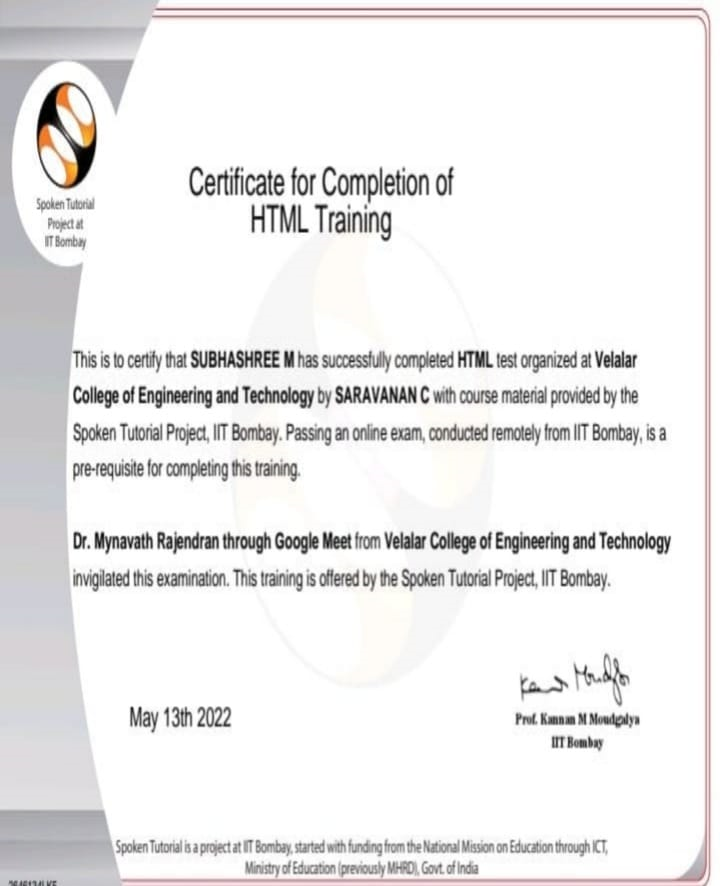 Spoken Tutorial
Project at
IIT Bombay
Certificate for Completion of
HTML Training
This is to certify that SUBHASHREE M has successfully completed HTML test organized at Velalar
College of Engineering and Technology by SARAVANAN C with course material provided by the
Spoken Tutorial Project, IIT Bombay. Passing an online exam, conducted remotely from IIT Bombay, is a
pre-requisite for completing this training.
Dr. Mynavath Rajendran through Google Meet from Velalar College of Engineering and Technology
invigilated this examination. This training is offered by the Spoken Tutorial Project, IIT Bombay.
May 13th 2022
Prof. Kannan M Moudgalya
IIT Bombay
Spoken Tutorial is a project at IIT Bombay, started with funding from the National Mission on Education through ICT,
Ministry of Education (previously MHRD), Govt. of India